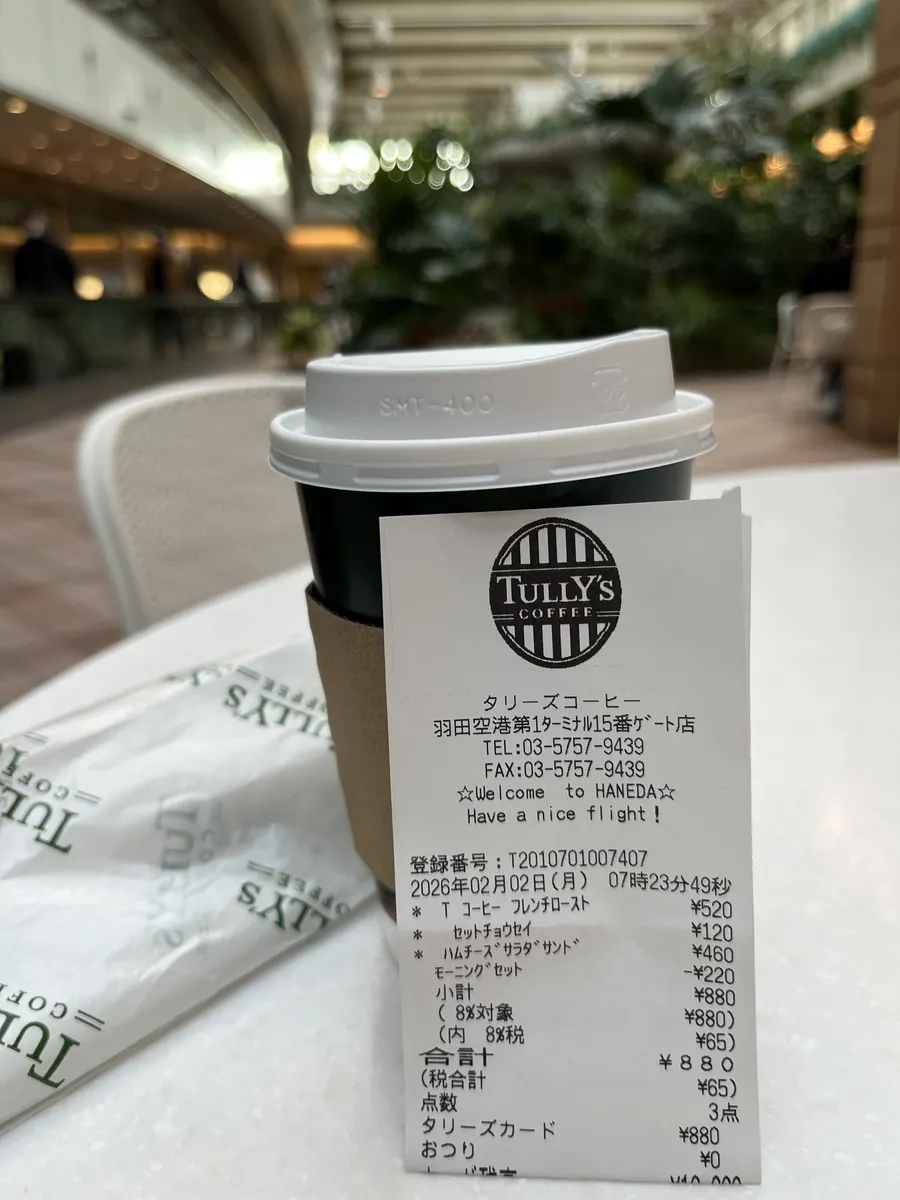 SMT-400
TULLY'S
COFFEE
タリーズコーヒー
羽田空港第1ターミナル15番ゲート店
TEL:03-5757-9439
FAX:03-5757-9439
☆Welcome to HANEDA☆
Have a nice flight!
登録番号:T2010701007407
2026年02月02日(月) 07時23分49秒
* T コーヒー フレンチロースト ¥520
* セットチョウセイ ¥120
* ハムチーズサラダサンド ¥460
モーニングセット -¥220
小計 ¥880
( 8%対象 ¥880)
(内 8%税 ¥65)
合計 ¥880
(税合計 ¥65)
点数 3点
タリーズカード ¥880
おつり ¥0
TULLY'S
COFFEE
TULLY'S
COFFEE